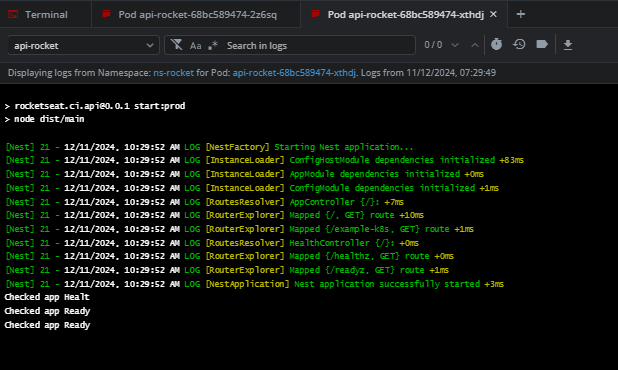 Terminal
Pod api-rocket-68bc589474-2z6sq
Pod api-rocket-68bc589474-xthdj
api-rocket
Aa
Search in logs
0 / 0
Displaying logs from Namespace: ns-rocket for Pod: api-rocket-68bc589474-xthdj. Logs from 11/12/2024, 07:29:49
> rocketseat.ci.api@0.0.1 start:prod
> node dist/main
[Nest] 21 - 12/11/2024, 10:29:52 AM LOG [NestFactory] Starting Nest application...
[Nest] 21 - 12/11/2024, 10:29:52 AM LOG [InstanceLoader] ConfigHostModule dependencies initialized +83ms
[Nest] 21 - 12/11/2024, 10:29:52 AM LOG [InstanceLoader] AppModule dependencies initialized +0ms
[Nest] 21 - 12/11/2024, 10:29:52 AM LOG [InstanceLoader] ConfigModule dependencies initialized +1ms
[Nest] 21 - 12/11/2024, 10:29:52 AM LOG [RoutesResolver] AppController {/}: +7ms
[Nest] 21 - 12/11/2024, 10:29:52 AM LOG [RouterExplorer] Mapped {/, GET} route +10ms
[Nest] 21 - 12/11/2024, 10:29:52 AM LOG [RouterExplorer] Mapped {/example-k8s, GET} route +1ms
[Nest] 21 - 12/11/2024, 10:29:52 AM LOG [RoutesResolver] HealthController {/}: +0ms
[Nest] 21 - 12/11/2024, 10:29:52 AM LOG [RouterExplorer] Mapped {/healthz, GET} route +0ms
[Nest] 21 - 12/11/2024, 10:29:52 AM LOG [RouterExplorer] Mapped {/readyz, GET} route +1ms
[Nest] 21 - 12/11/2024, 10:29:52 AM LOG [NestApplication] Nest application successfully started +3ms
Checked app Healt
Checked app Ready
Checked app Ready